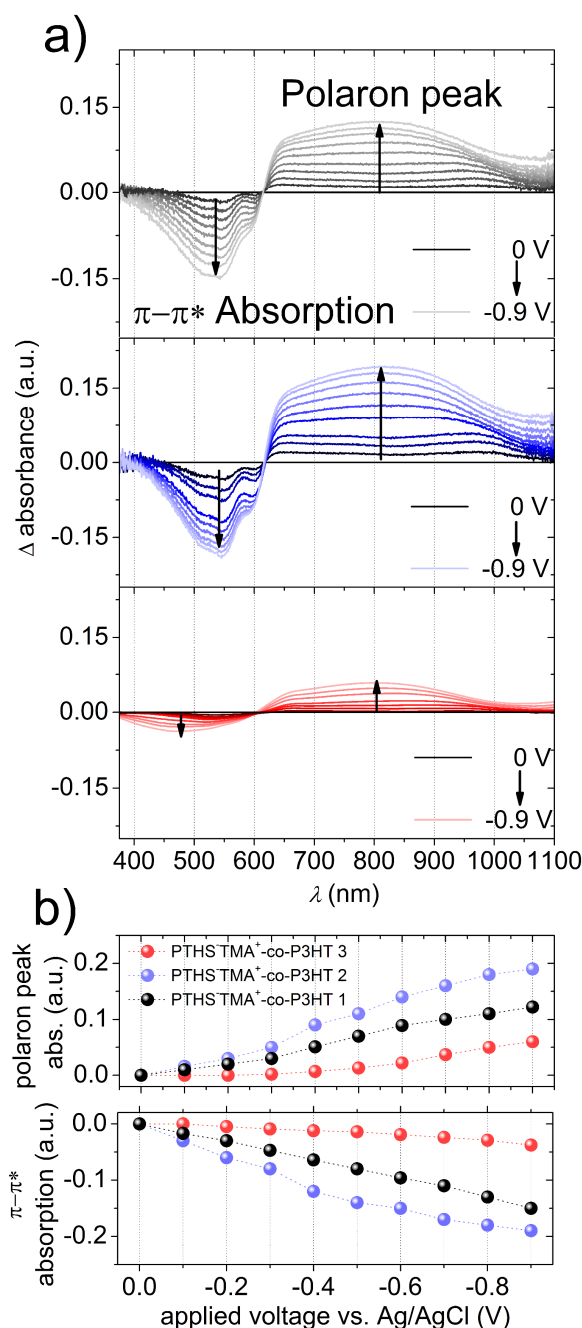 a)
0.15
0.00
-0.15
Polaron peak
π–π* Absorption
0 V
-0.9 V
0.15
0.00
-0.15
0 V
-0.9 V
0.15
0.00
-0.15
0 V
-0.9 V
Δ absorbance (a.u.)
400 500 600 700 800 900 1000 1100
λ (nm)
b)
PTHS⁻TMA⁺-co-P3HT 3
PTHS⁻TMA⁺-co-P3HT 2
PTHS⁻TMA⁺-co-P3HT 1
0.2
0.1
0.0
polaron peak
abs. (a.u.)
0.0
-0.1
-0.2
π–π*
absorption (a.u.)
0.0 -0.2 -0.4 -0.6 -0.8
applied voltage vs. Ag/AgCl (V)